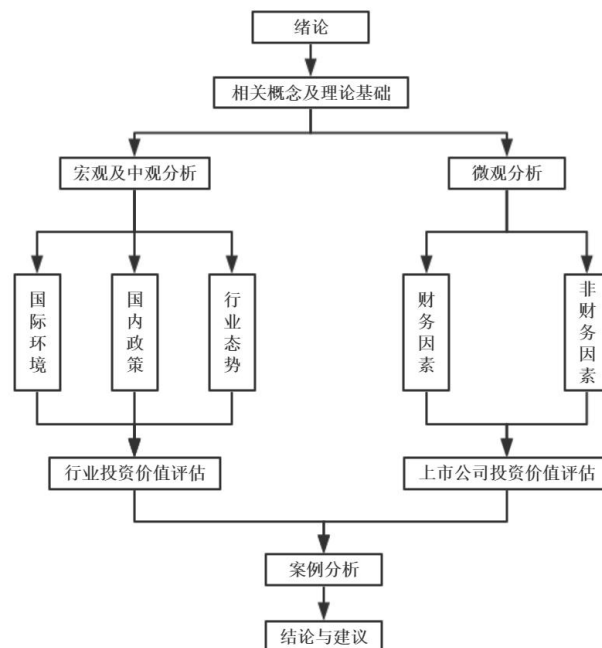 绪论
相关概念及理论基础
宏观及中观分析
微观分析
国际环境
国内政策
行业态势
财务因素
非财务因素
行业投资价值评估
上市公司投资价值评估
案例分析
结论与建议